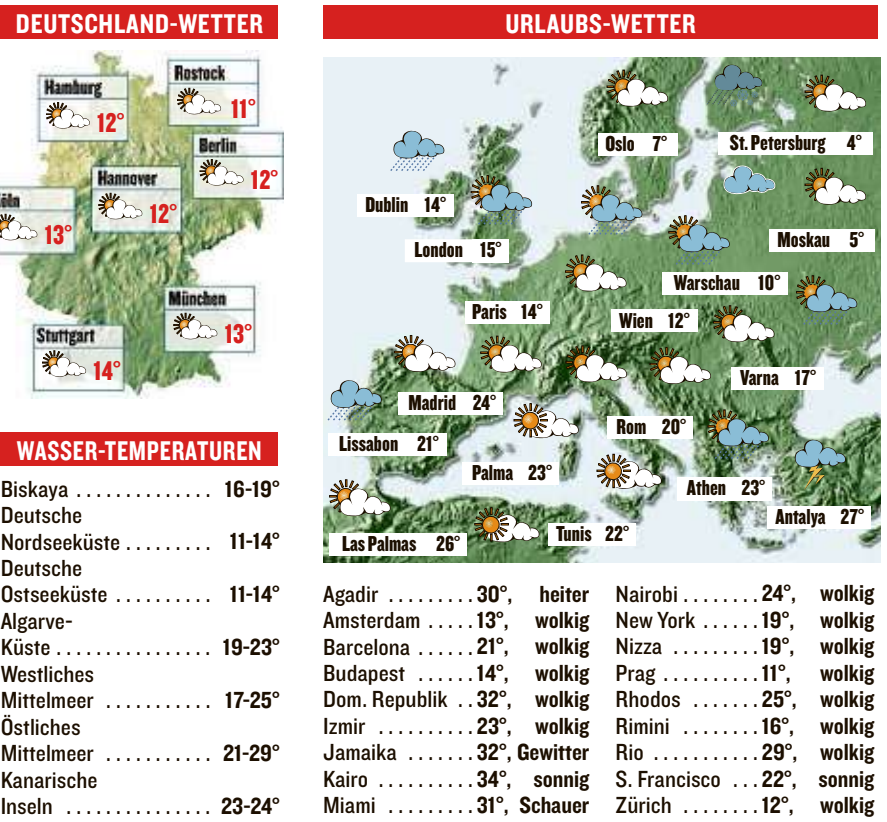 DEUTSCHLAND-WETTER
Hamburg
12°
Rostock
11°
Berlin
12°
Hannover
12°
öln
13°
München
13°
Stuttgart
14°
WASSER-TEMPERATUREN
Biskaya .............. 16-19°
Deutsche
Nordseeküste ......... 11-14°
Deutsche
Ostseeküste .......... 11-14°
Algarve-
Küste ................ 19-23°
Westliches
Mittelmeer ........... 17-25°
Östliches
Mittelmeer ........... 21-29°
Kanarische
Inseln ............... 23-24°
URLAUBS-WETTER
Oslo 7°
St. Petersburg 4°
Dublin 14°
London 15°
Moskau 5°
Warschau 10°
Paris 14°
Wien 12°
Varna 17°
Madrid 24°
Rom 20°
Lissabon 21°
Palma 23°
Athen 23°
Antalya 27°
Las Palmas 26°
Tunis 22°
Agadir ......... 30°, heiter
Amsterdam ..... 13°, wolkig
Barcelona ...... 21°, wolkig
Budapest ...... 14°, wolkig
Dom. Republik .. 32°, wolkig
Izmir .......... 23°, wolkig
Jamaika ........ 32°, Gewitter
Kairo .......... 34°, sonnig
Miami ......... 31°, Schauer
Nairobi ........ 24°, wolkig
New York ...... 19°, wolkig
Nizza ......... 19°, wolkig
Prag .......... 11°, wolkig
Rhodos ....... 25°, wolkig
Rimini ........ 16°, wolkig
Rio ........... 29°, wolkig
S. Francisco ... 22°, sonnig
Zürich ........ 12°, wolkig